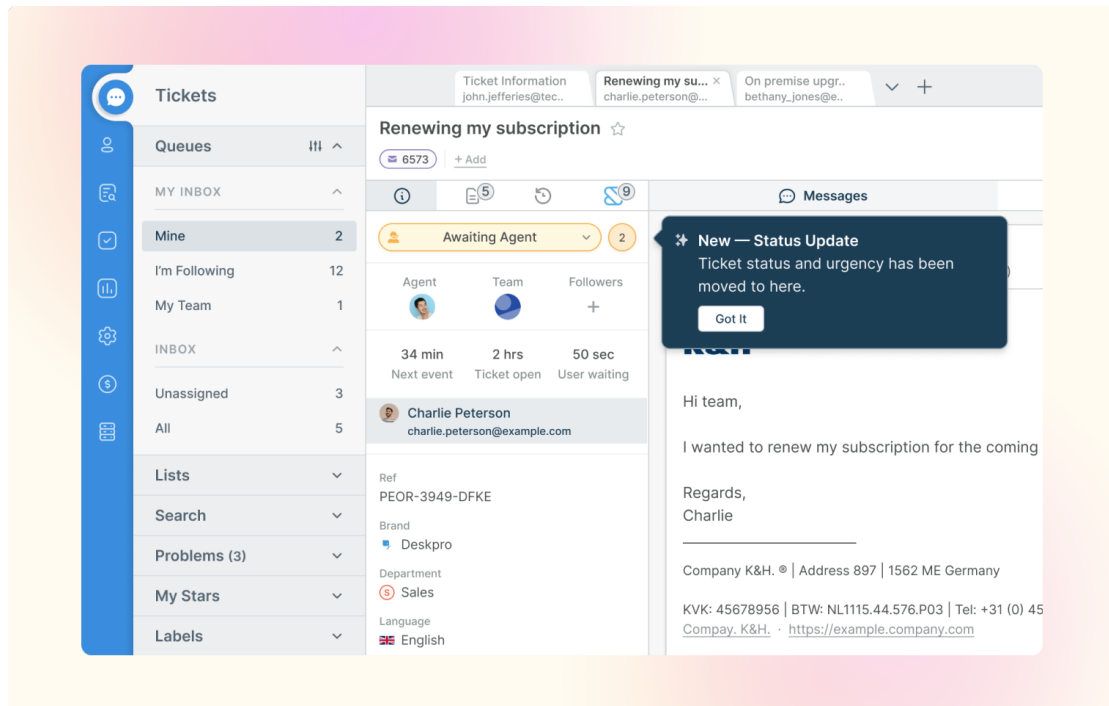 Tickets
Queues
MY INBOX
Mine 2
I'm Following 12
My Team 1
INBOX
Unassigned 3
All 5
Lists
Search
Problems (3)
My Stars
Labels
Ticket Information
john.jefferies@tec..
Renewing my su... ×
charlie.peterson@...
On premise upgr..
bethany_jones@e..
Renewing my subscription
6573
+ Add
5
9
Messages
Awaiting Agent
2
Agent Team Followers
34 min 2 hrs 50 sec
Next event Ticket open User waiting
Charlie Peterson
charlie.peterson@example.com
Ref
PEOR-3949-DFKE
Brand
Deskpro
Department
S Sales
Language
English
New — Status Update
Ticket status and urgency has been
moved to here.
Got It
Hi team,
I wanted to renew my subscription for the coming
Regards,
Charlie
Company K&H. ® | Address 897 | 1562 ME Germany
KVK: 45678956 | BTW: NL1115.44.576.P03 | Tel: +31 (0) 45
Compay. K&H. · https://example.company.com